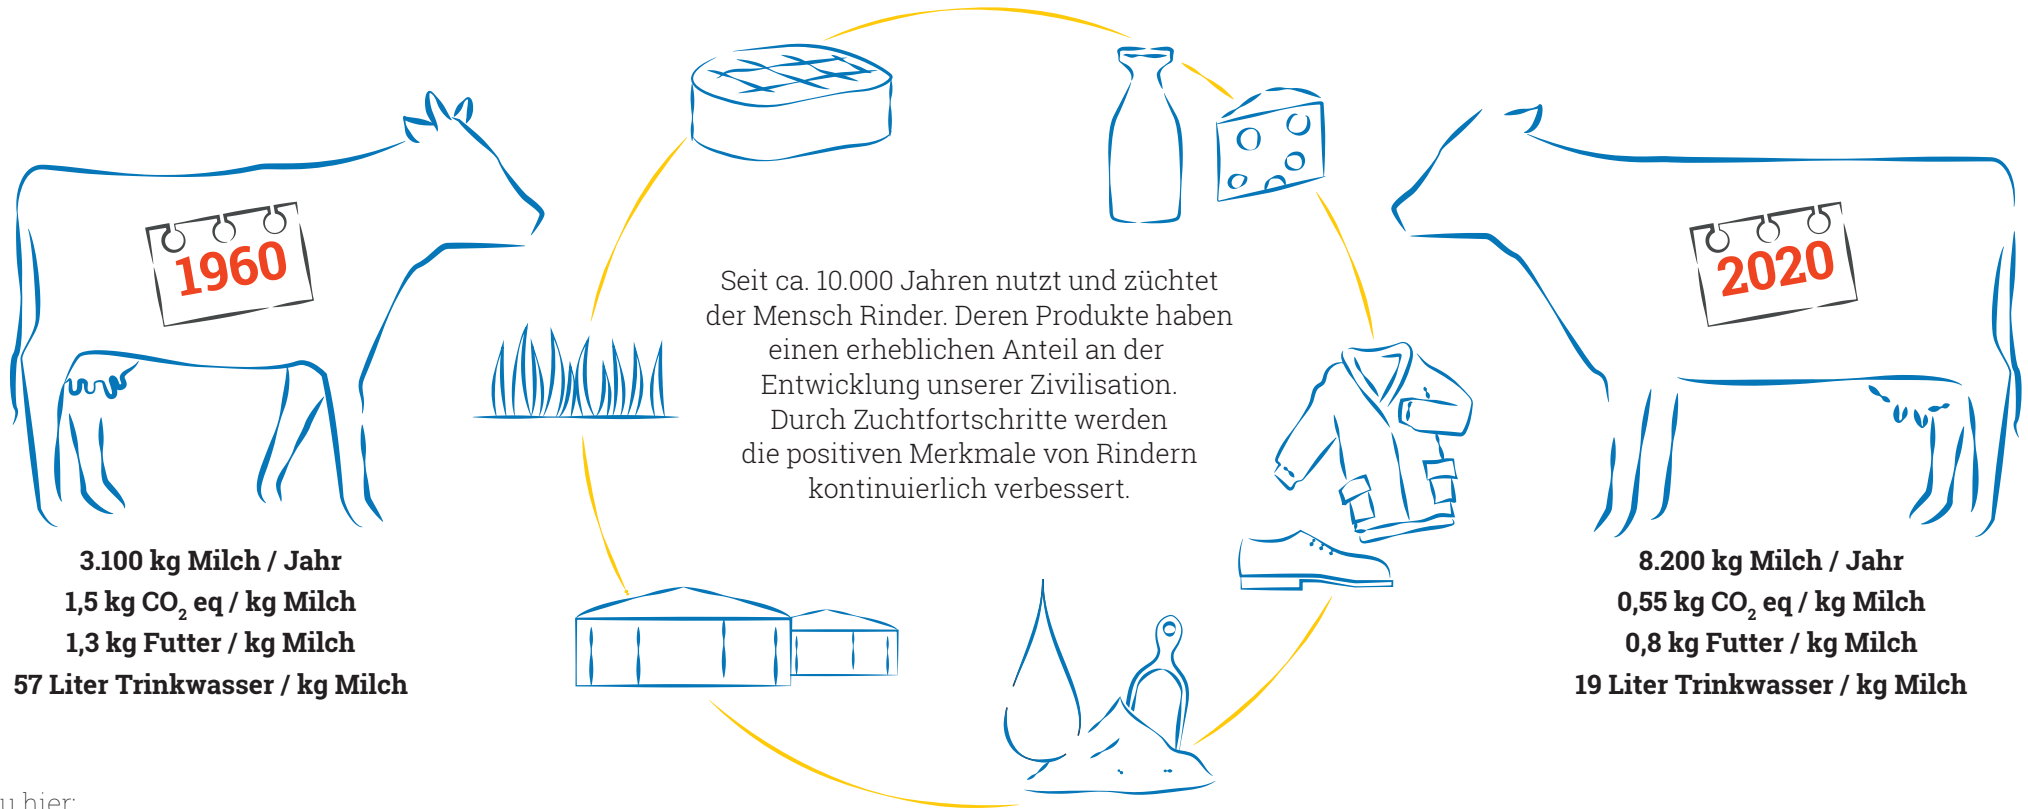 1960
3.100 kg Milch / Jahr
1,5 kg CO₂ eq / kg Milch
1,3 kg Futter / kg Milch
57 Liter Trinkwasser / kg Milch
Seit ca. 10.000 Jahren nutzt und züchtet
der Mensch Rinder. Deren Produkte haben
einen erheblichen Anteil an der
Entwicklung unserer Zivilisation.
Durch Zuchtfortschritte werden
die positiven Merkmale von Rindern
kontinuierlich verbessert.
2020
8.200 kg Milch / Jahr
0,55 kg CO₂ eq / kg Milch
0,8 kg Futter / kg Milch
19 Liter Trinkwasser / kg Milch
hier: